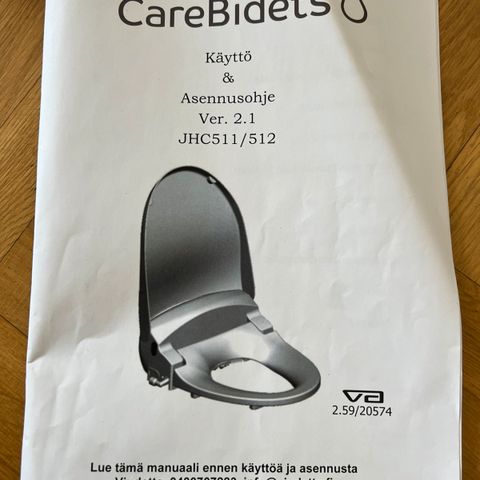 CareBidets
Käyttö
&
Asennusohje
Ver. 2.1
JHC511/512
va
2.59/20574
Lue tämä manuaali ennen käyttöä ja asennusta